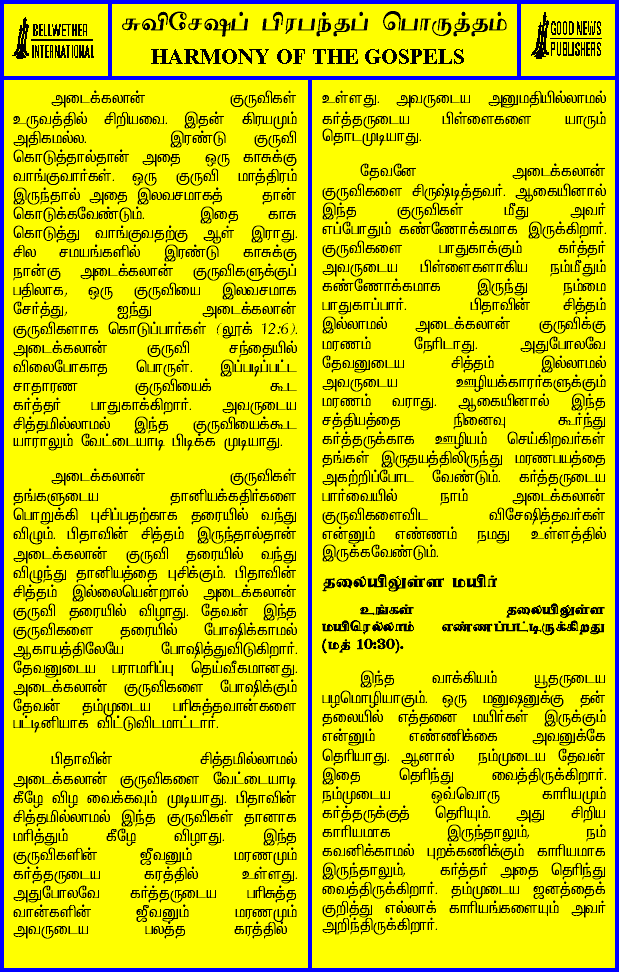 BELLWETHER
INTERNATIONAL
சுவிசேஷப் பிரபந்தப் பொருத்தம்
HARMONY OF THE GOSPELS
GOOD NEWS
PUBLISHERS
அடைக்கலான் குருவிகள்
உருவத்தில் சிறியவை. இதன் கிரயமும்
அதிகமல்ல. இரண்டு குருவி
கொடுத்தால்தான் அதை ஒரு காசுக்கு
வாங்குவார்கள். ஒரு குருவி மாத்திரம்
இருந்தால் அதை இலவசமாகத் தான்
கொடுக்கவேண்டும். இதை காசு
கொடுத்து வாங்குவதற்கு ஆள் இராது.
சில சமயங்களில் இரண்டு காசுக்கு
நான்கு அடைக்கலான் குருவிகளுக்குப்
பதிலாக, ஒரு குருவியை இலவசமாக
சேர்த்து, ஐந்து அடைக்கலான்
குருவிகளாக கொடுப்பார்கள் (லூக் 12:6).
அடைக்கலான் குருவி சந்தையில்
விலைபோகாத பொருள். இப்படிப்பட்ட
சாதாரண குருவியைக் கூட
கர்த்தர் பாதுகாக்கிறார். அவருடைய
சித்தமில்லாமல் இந்த குருவியைக்கூட
யாராலும் வேட்டையாடி பிடிக்க முடியாது.
அடைக்கலான் குருவிகள்
தங்களுடைய தானியக்கதிர்களை
பொறுக்கி புசிப்பதற்காக தரையில் வந்து
விழும். பிதாவின் சித்தம் இருந்தால்தான்
அடைக்கலான் குருவி தரையில் வந்து
விழுந்து தானியத்தை புசிக்கும். பிதாவின்
சித்தம் இல்லையென்றால் அடைக்கலான்
குருவி தரையில் விழாது. தேவன் இந்த
குருவிகளை தரையில் போஷிக்காமல்
ஆகாயத்திலேயே போஷித்துவிடுகிறார்.
தேவனுடைய பராமரிப்பு தெய்வீகமானது.
அடைக்கலான் குருவிகளை போஷிக்கும்
தேவன் தம்முடைய பரிசுத்தவான்களை
பட்டினியாக விட்டுவிடமாட்டார்.
பிதாவின் சித்தமில்லாமல்
அடைக்கலான் குருவிகளை வேட்டையாடி
கீழே விழ வைக்கவும் முடியாது. பிதாவின்
சித்தமில்லாமல் இந்த குருவிகள் தானாக
மரித்தும் கீழே விழாது. இந்த
குருவிகளின் ஜீவனும் மரணமும்
கர்த்தருடைய கரத்தில் உள்ளது.
அதுபோலவே கர்த்தருடைய பரிசுத்த
வான்களின் ஜீவனும் மரணமும்
அவருடைய பலத்த கரத்தில்
உள்ளது. அவருடைய அனுமதியில்லாமல்
கர்த்தருடைய பிள்ளைகளை யாரும்
தொடமுடியாது.
தேவனே அடைக்கலான்
குருவிகளை சிருஷ்டித்தவர். ஆகையினால்
இந்த குருவிகள் மீது அவர்
எப்போதும் கண்ணோக்கமாக இருக்கிறார்.
குருவிகளை பாதுகாக்கும் கர்த்தர்
அவருடைய பிள்ளைகளாகிய நம்மீதும்
கண்ணோக்கமாக இருந்து நம்மை
பாதுகாப்பார். பிதாவின் சித்தம்
இல்லாமல் அடைக்கலான் குருவிக்கு
மரணம் நேரிடாது. அதுபோலவே
தேவனுடைய சித்தம் இல்லாமல்
அவருடைய ஊழியக்காரர்களுக்கும்
மரணம் வராது. ஆகையினால் இந்த
சத்தியத்தை நினைவு கூர்ந்து
கர்த்தருக்காக ஊழியம் செய்கிறவர்கள்
தங்கள் இருதயத்திலிருந்து மரணபயத்தை
அகற்றிப்போட வேண்டும். கர்த்தருடைய
பார்வையில் நாம் அடைக்கலான்
குருவிகளைவிட விசேஷித்தவர்கள்
என்னும் எண்ணம் நமது உள்ளத்தில்
இருக்கவேண்டும்.
தலையிலுள்ள மயிர்
உங்கள் தலையிலுள்ள
மயிரெல்லாம் எண்ணப்பட்டிருக்கிறது
(மத் 10:30).
இந்த வாக்கியம் யூதருடைய
பழமொழியாகும். ஒரு மனுஷனுக்கு தன்
தலையில் எத்தனை மயிர்கள் இருக்கும்
என்னும் எண்ணிக்கை அவனுக்கே
தெரியாது. ஆனால் நம்முடைய தேவன்
இதை தெரிந்து வைத்திருக்கிறார்.
நம்முடைய ஒவ்வொரு காரியமும்
கர்த்தருக்குத் தெரியும். அது சிறிய
காரியமாக இருந்தாலும், நம்
கவனிக்காமல் புறக்கணிக்கும் காரியமாக
இருந்தாலும், கர்த்தர் அதை தெரிந்து
வைத்திருக்கிறார். தம்முடைய ஜனத்தைக்
குறித்து எல்லாக் காரியங்களையும் அவர்
அறிந்திருக்கிறார்.